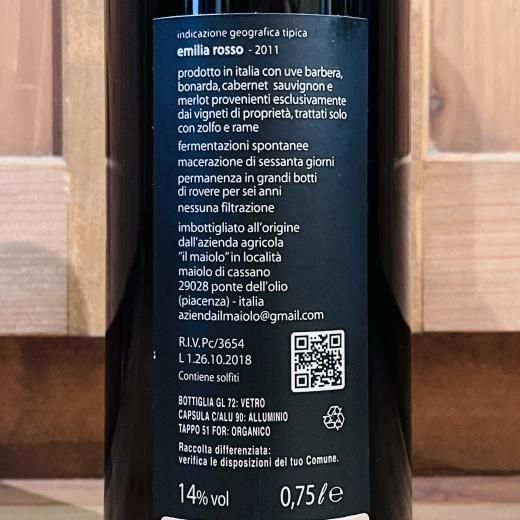 indicazione geografica tipica
emilia rosso - 2011
prodotto in italia con uve barbera,
bonarda, cabernet sauvignon e
merlot provenienti esclusivamente
dai vigneti di proprietà, trattati solo
con zolfo e rame
fermentazioni spontanee
macerazione di sessanta giorni
permanenza in grandi botti
di rovere per sei anni
nessuna filtrazione
imbottigliato all'origine
dall'azienda agricola
"il maiolo" in località
maiolo di cassano
29028 ponte dell'olio
(piacenza) - italia
aziendailmaiolo@gmail.com
R.I.V.Pc/3654
L 1.26.10.2018
Contiene solfiti
BOTTIGLIA GL 72: VETRO
CAPSULA C/ALU 90: ALLUMINIO
TAPPO 51 FOR: ORGANICO
Raccolta differenziata:
verifica le disposizioni del tuo Comune.
14% vol 0,75 ℓ ℮